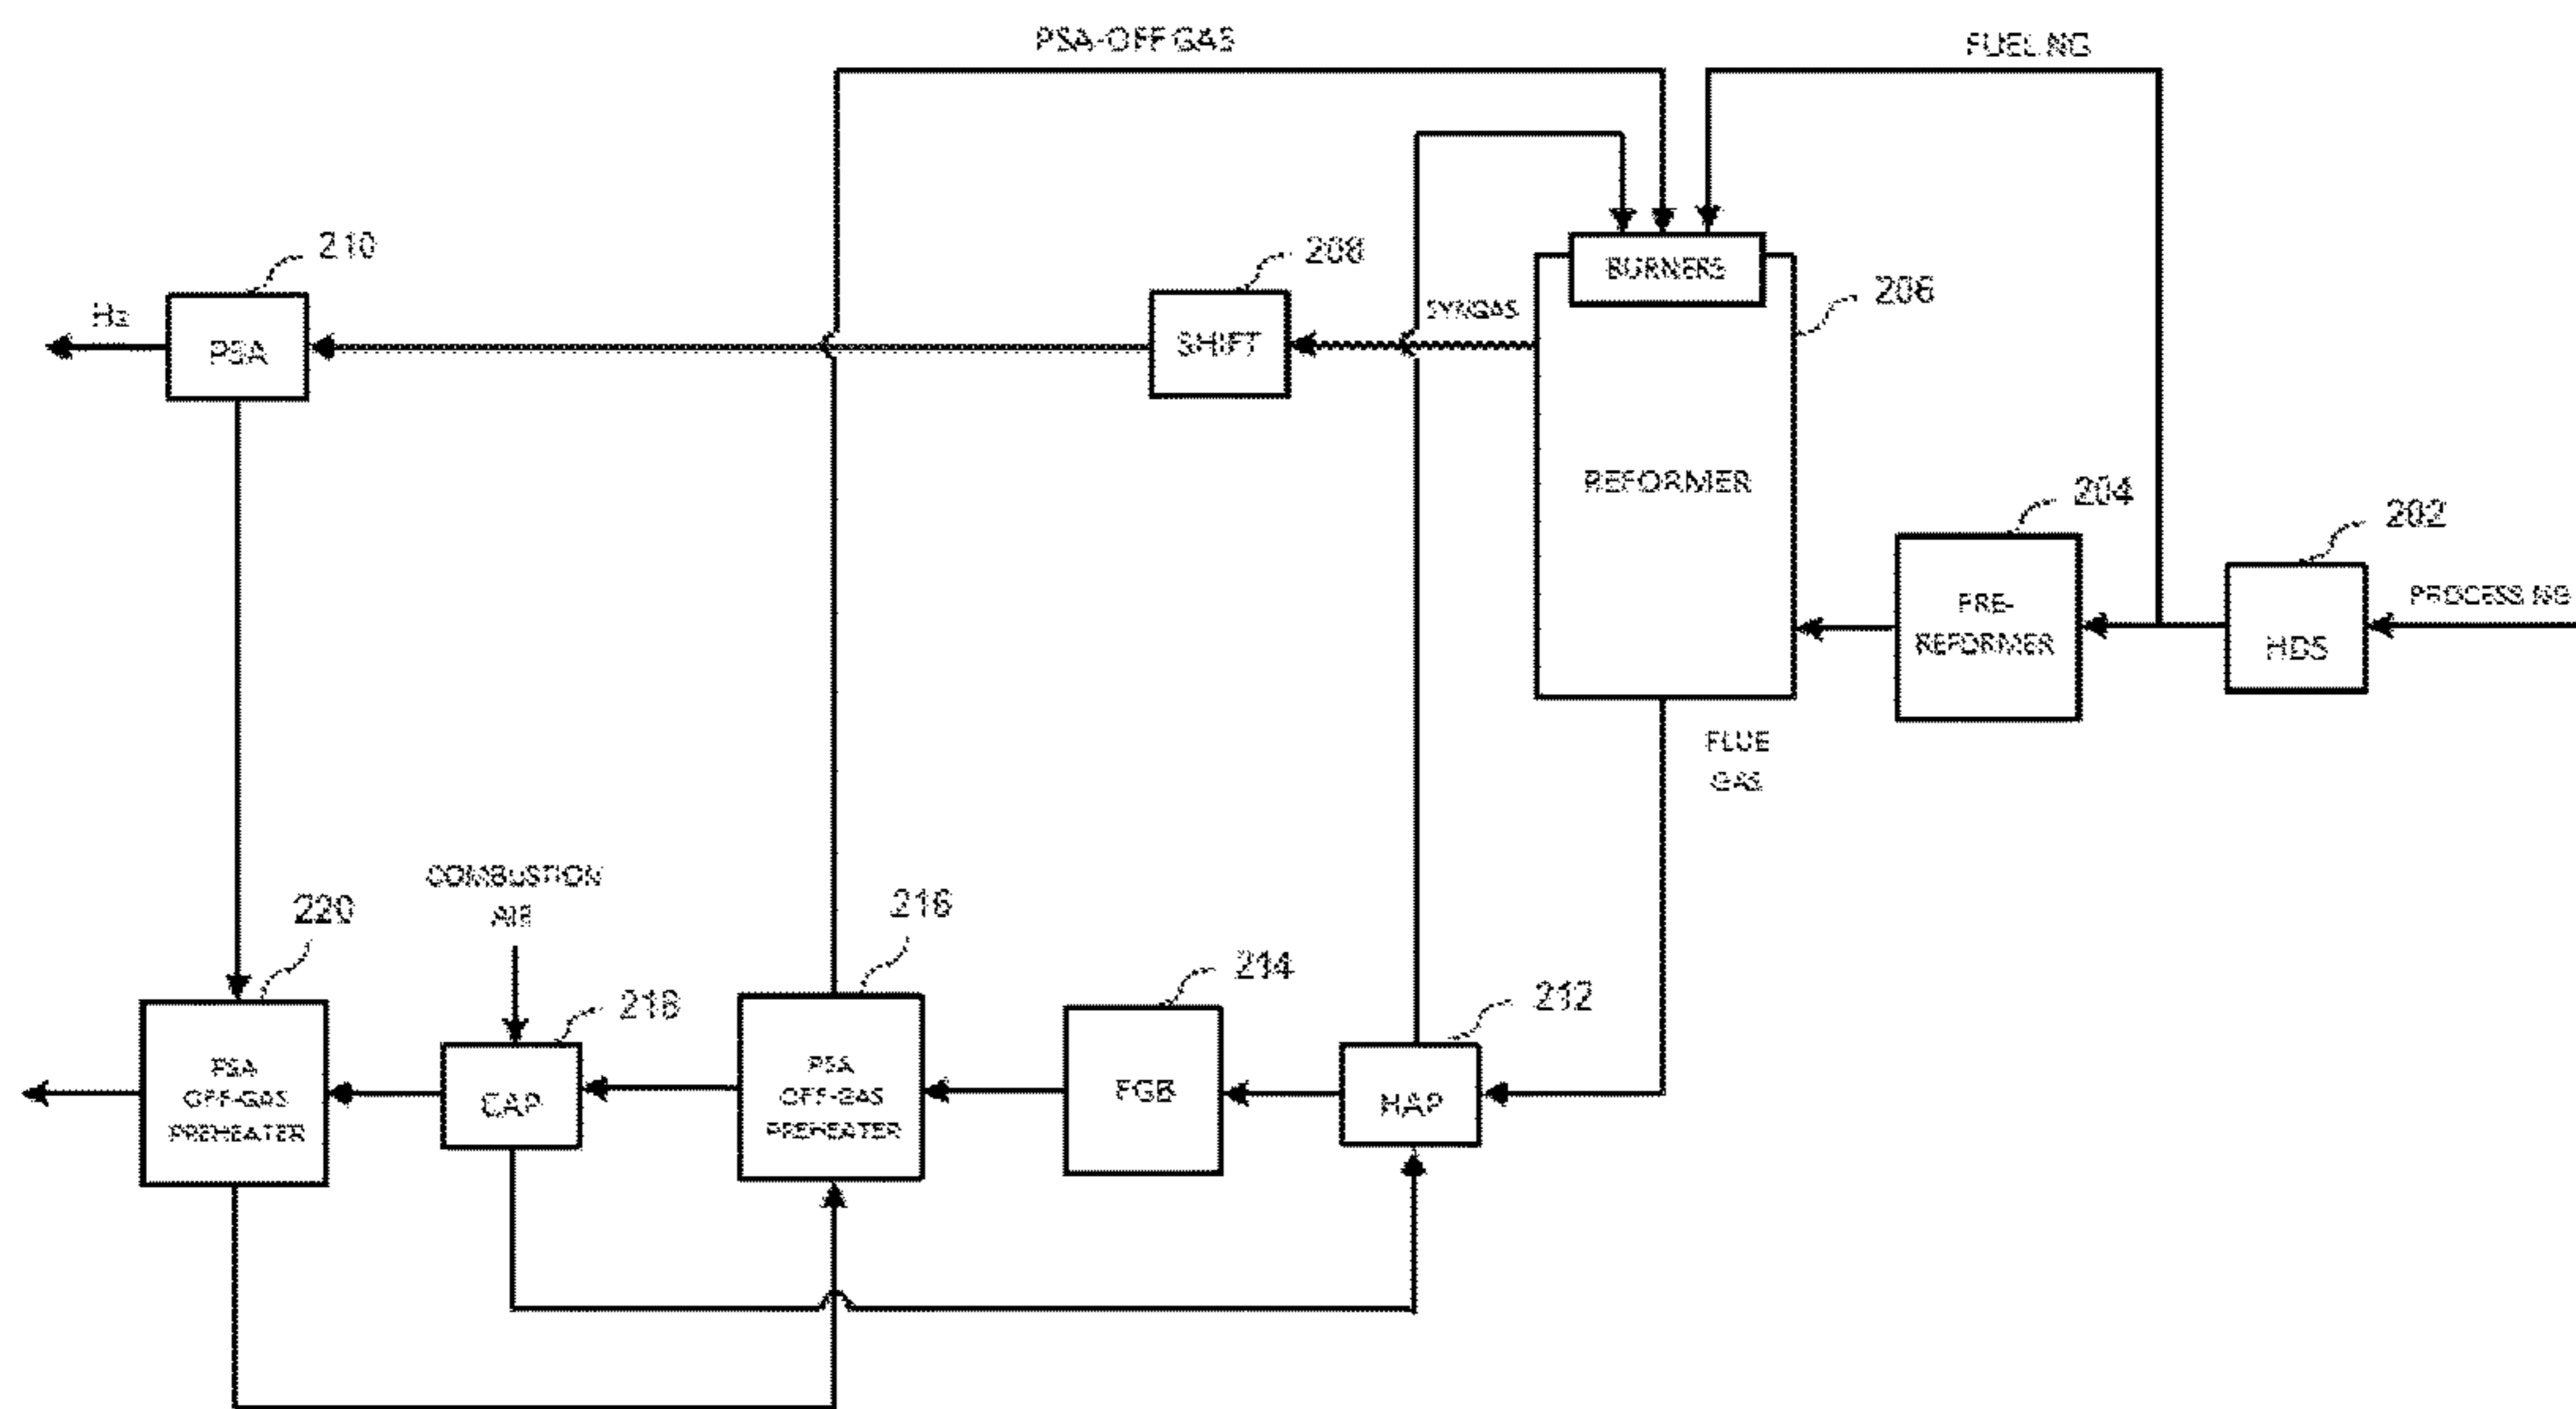 PSA-OFF GAS
FUEL NG
210
208
BURNERS
206
H2
SYNGAS
PSA
SHIFT
REFORMER
204
202
PRE-
REFORMER
PROCESS NG
HDS
FLUE
GAS
COMBUSTION
AIR
220
216
214
218
212
PSA
OFF-GAS
PREHEATER
CAP
PSA
OFF-GAS
PREHEATER
FGB
HAP